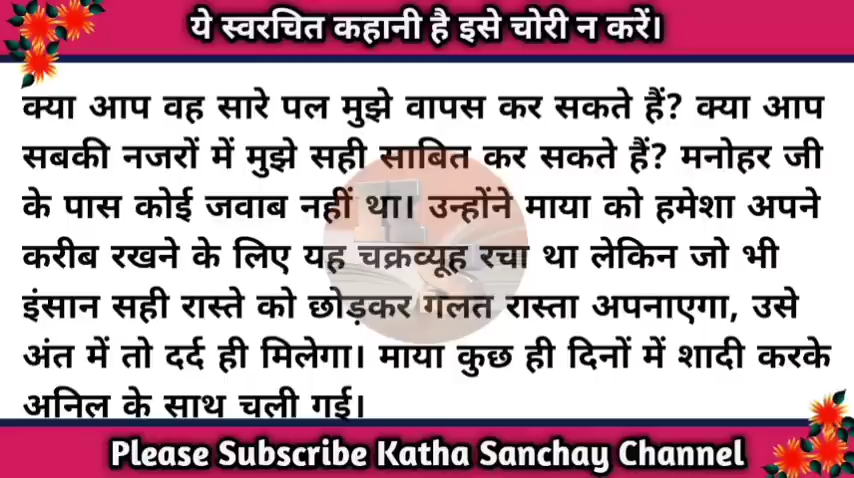 ये स्वरचित कहानी है इसे चोरी न करें।
क्या आप वह सारे पल मुझे वापस कर सकते हैं? क्या आप
सबकी नजरों में मुझे सही साबित कर सकते हैं? मनोहर जी
के पास कोई जवाब नहीं था। उन्होंने माया को हमेशा अपने
करीब रखने के लिए यह चक्रव्यूह रचा था लेकिन जो भी
इंसान सही रास्ते को छोड़कर गलत रास्ता अपनाएगा, उसे
अंत में तो दर्द ही मिलेगा। माया कुछ ही दिनों में शादी करके
अनिल के साथ चली गई।
Please Subscribe Katha Sanchay Channel